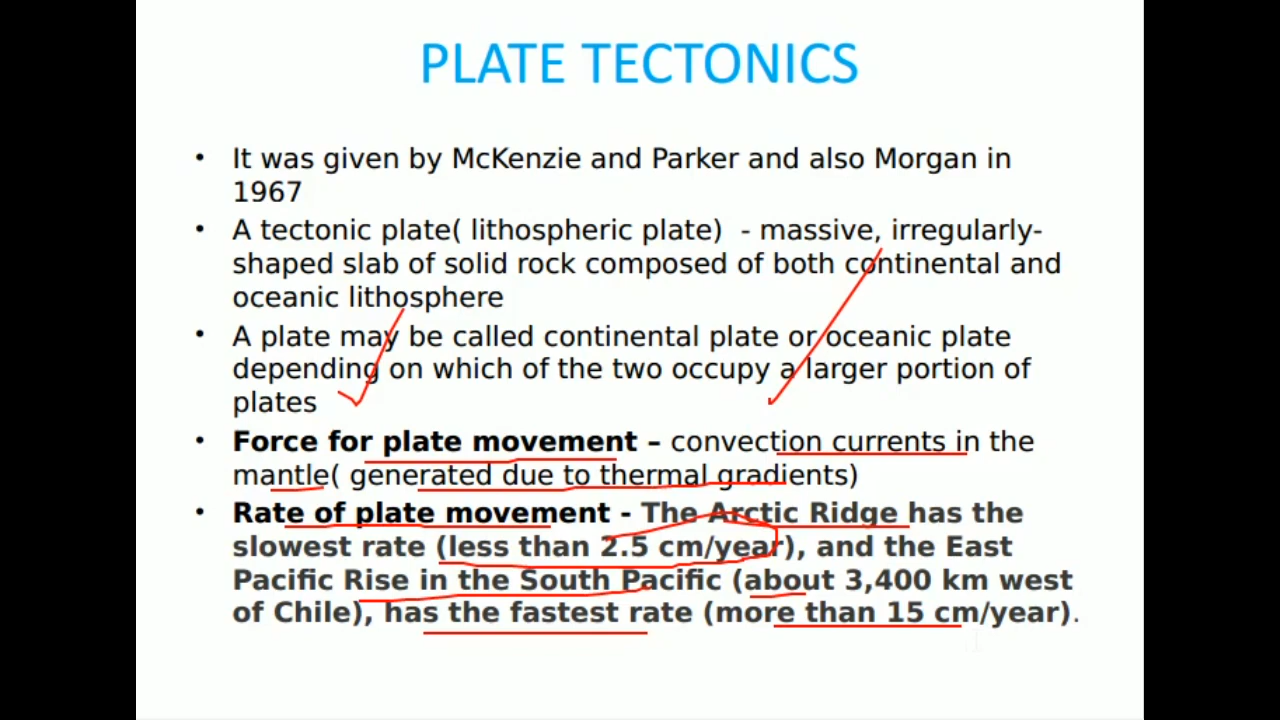 PLATE TECTONICS
• It was given by McKenzie and Parker and also Morgan in
1967
• A tectonic plate( lithospheric plate)  - massive, irregularly-
shaped slab of solid rock composed of both continental and
oceanic lithosphere
• A plate may be called continental plate or oceanic plate
depending on which of the two occupy a larger portion of
plates
• Force for plate movement – convection currents in the
mantle( generated due to thermal gradients)
• Rate of plate movement - The Arctic Ridge has the
slowest rate (less than 2.5 cm/year), and the East
Pacific Rise in the South Pacific (about 3,400 km west
of Chile), has the fastest rate (more than 15 cm/year).